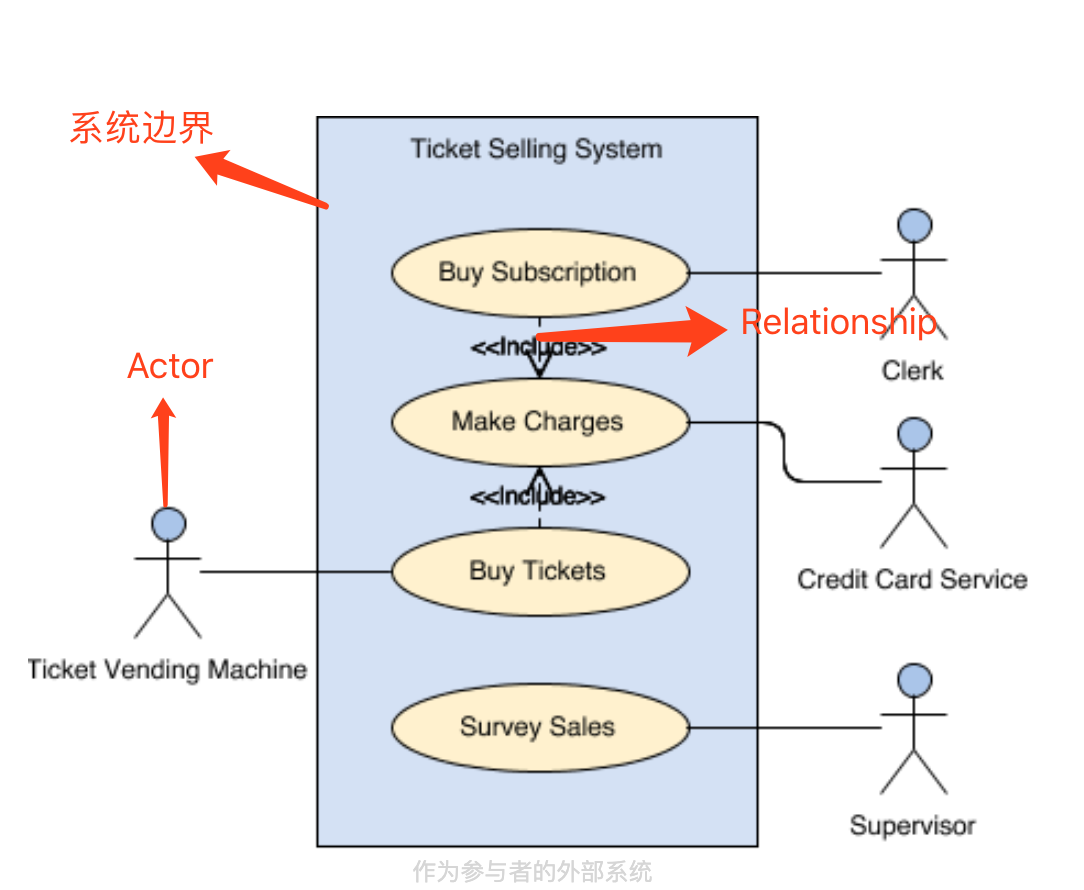 系统边界
Ticket Selling System
Buy Subscription
<<Include>>
Relationship
Clerk
Actor
Make Charges
<<Include>>
Buy Tickets
Credit Card Service
Ticket Vending Machine
Survey Sales
Supervisor
作为参与者的外部系统